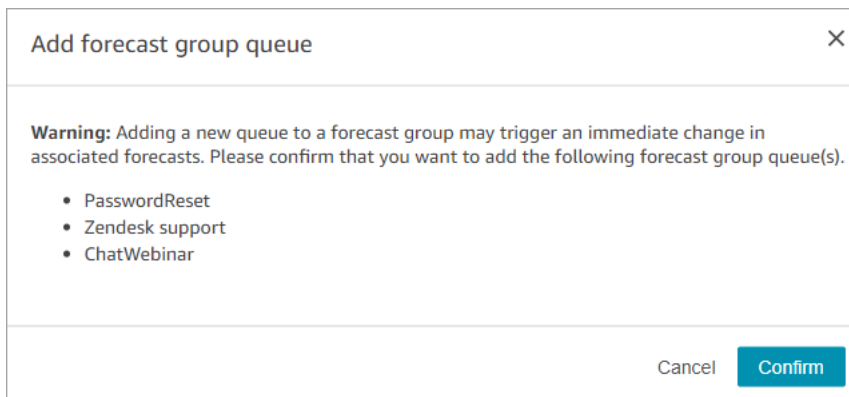 Add forecast group queue
Warning: Adding a new queue to a forecast group may trigger an immediate change in
associated forecasts. Please confirm that you want to add the following forecast group queue(s).
• PasswordReset
• Zendesk support
• ChatWebinar
Cancel Confirm